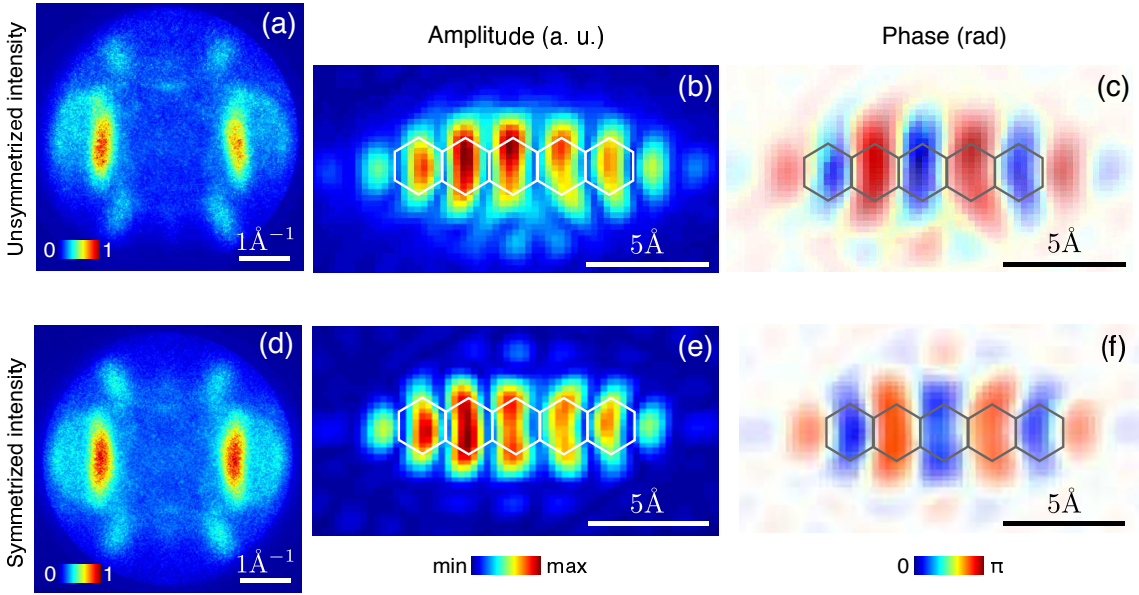 Amplitude (a. u.)
Phase (rad)
Unsymmetrized intensity
(a)
0
1
1Å⁻¹
(b)
5Å
(c)
5Å
Symmetrized intensity
(d)
0
1
1Å⁻¹
(e)
5Å
(f)
5Å
min
max
0
π